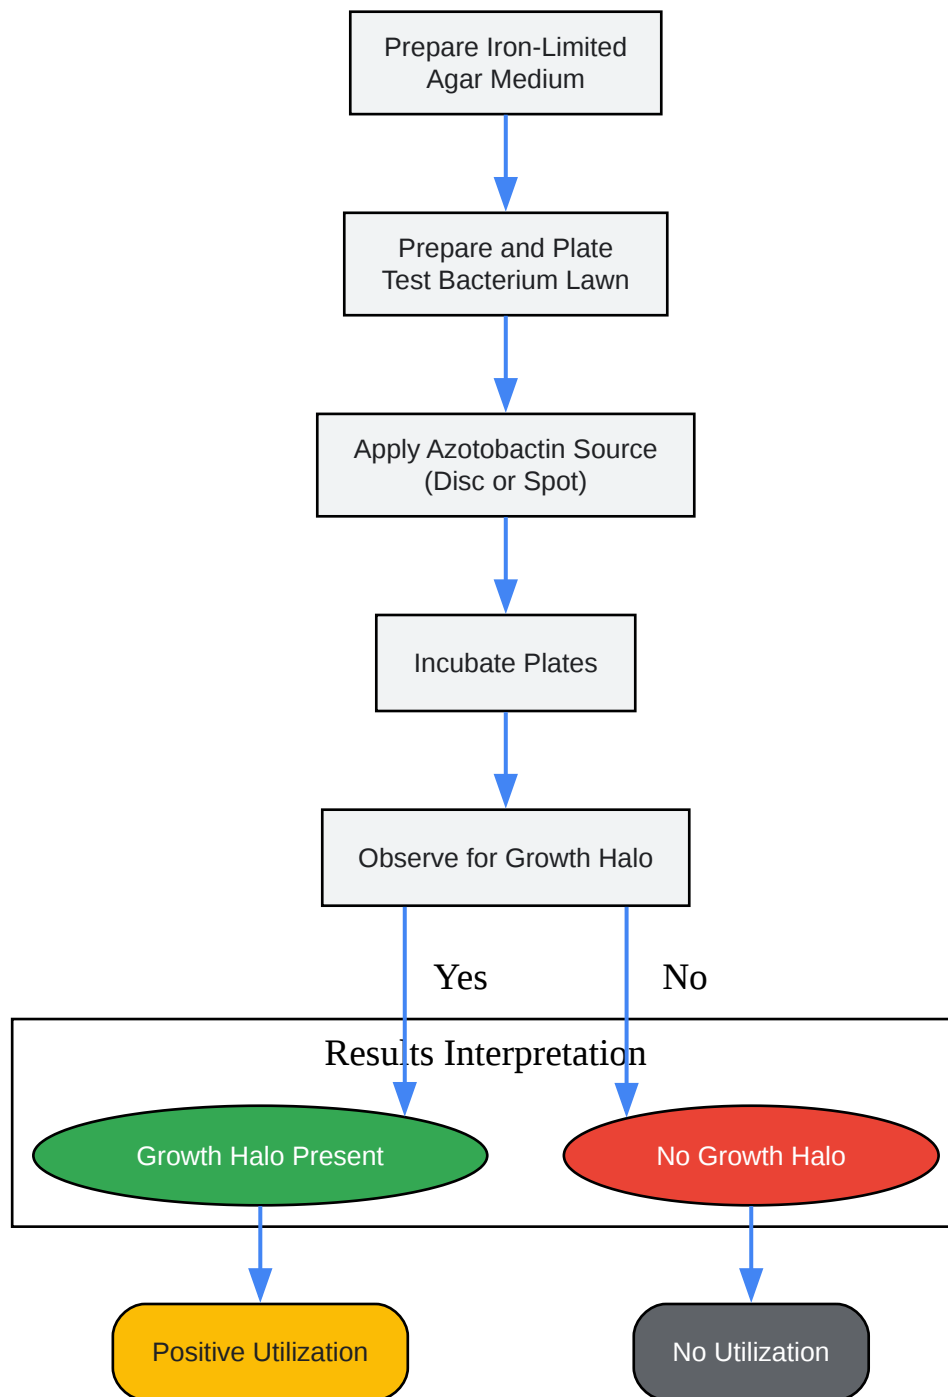 Prepare Iron-Limited
Agar Medium
Prepare and Plate
Test Bacterium Lawn
Apply Azotobactin Source
(Disc or Spot)
Incubate Plates
Observe for Growth Halo
Yes
No
Results Interpretation
Growth Halo Present
No Growth Halo
Positive Utilization
No Utilization